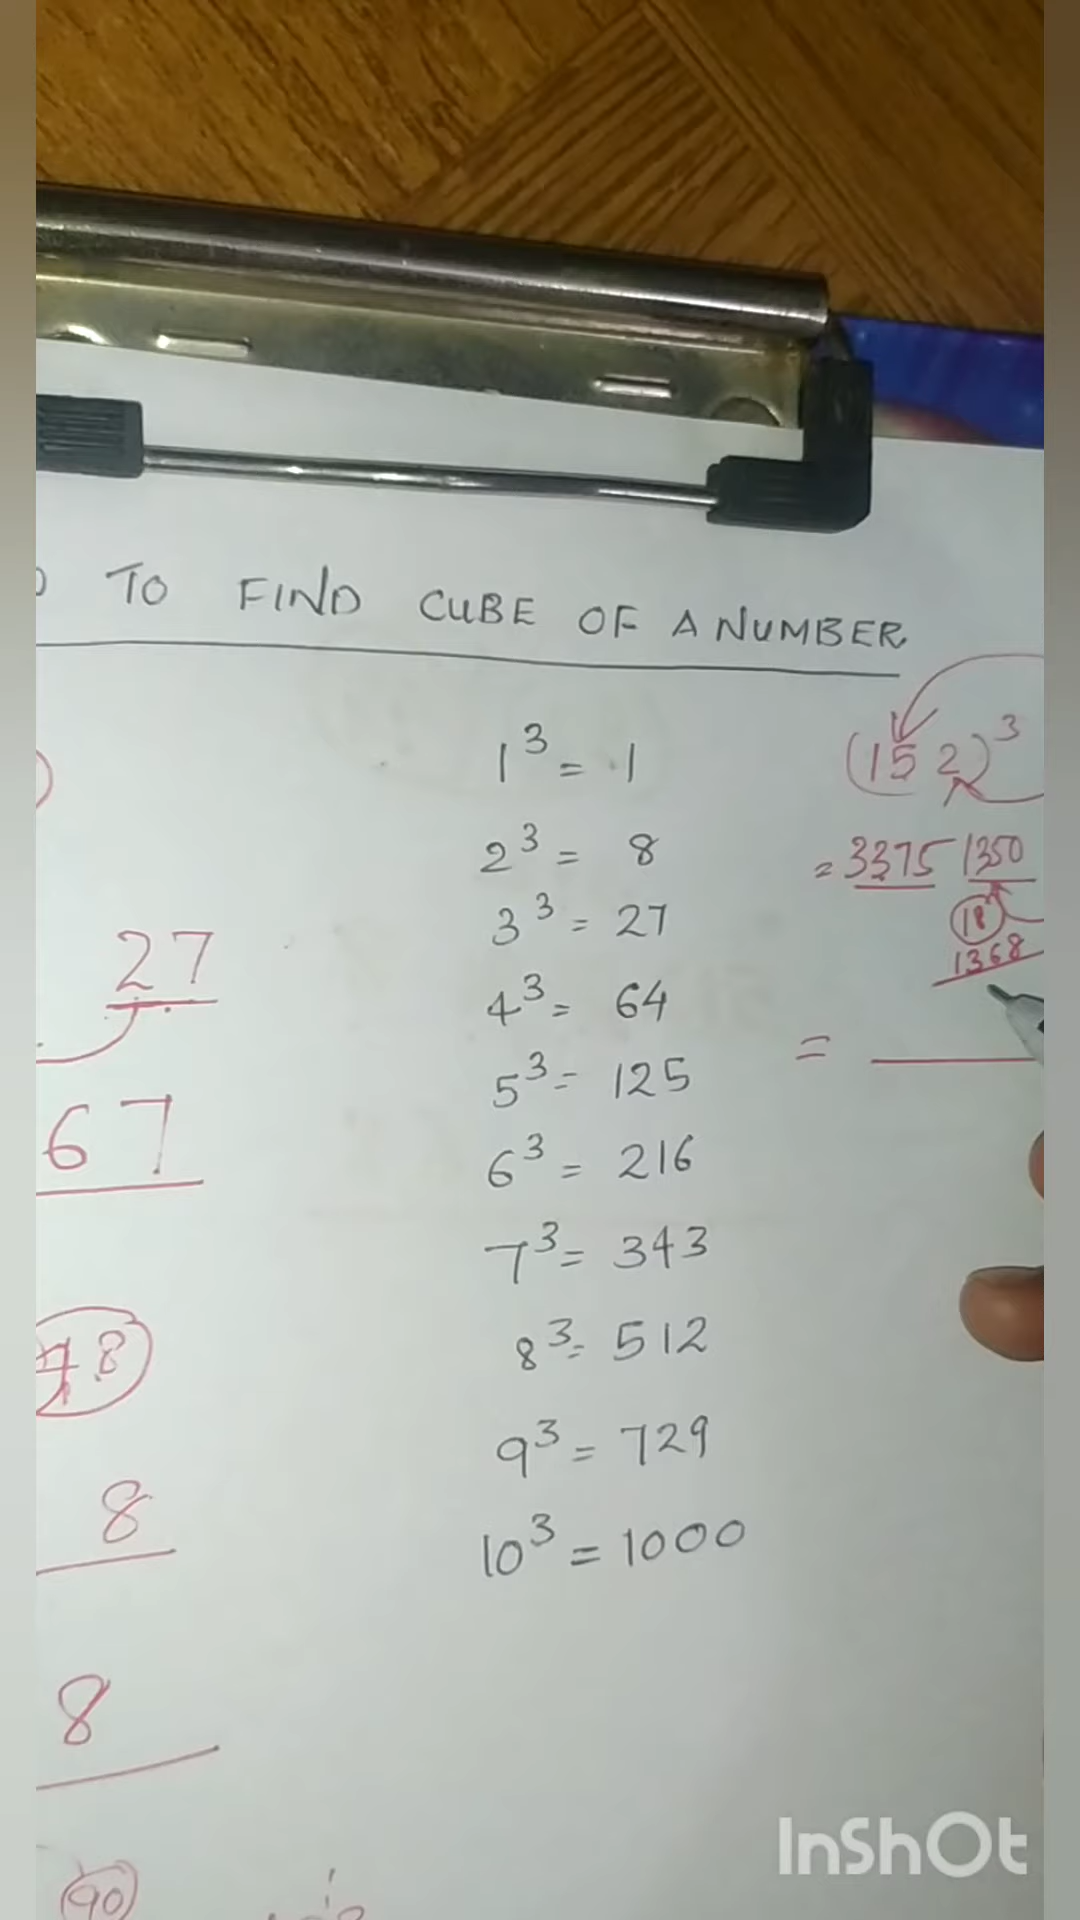 TO FIND CUBE OF A NUMBER
1³ = 1
2³ = 8
3³ = 27
4³ = 64
5³ = 125
6³ = 216
7³ = 343
8³ = 512
9³ = 729
10³ = 1000
(152)³
= 3375 1350
18
1368
=
27
67
8
8
90
InShOt